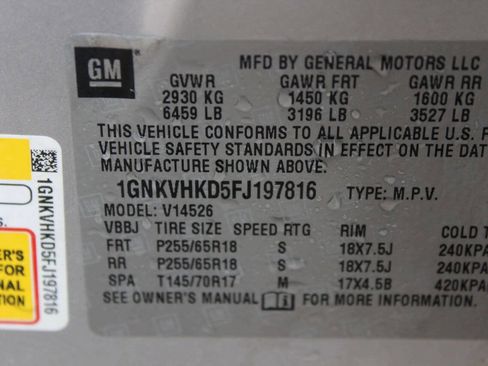 GM
MFD BY GENERAL MOTORS LLC
GVWR GAWR FRT GAWR RR
2930 KG 1450 KG 1600 KG
6459 LB 3196 LB 3527 LB
THIS VEHICLE CONFORMS TO ALL APPLICABLE U.S. F
VEHICLE SAFETY STANDARDS IN EFFECT ON THE DAT
MANUFACTURE SHOWN ABOVE.
1GNKVHKD5FJ197816 TYPE: M.P.V.
MODEL: V14526
VBBJ TIRE SIZE SPEED RTG RIM COLD T
FRT P255/65R18 S 18X7.5J 240KPA
RR P255/65R18 S 18X7.5J 240KPA
SPA T145/70R17 M 17X4.5B 420KPA
SEE OWNER'S MANUAL i FOR MORE INFORMATION.
1GNKVHKD5FJ197816
NER'S
FOR
ONAL